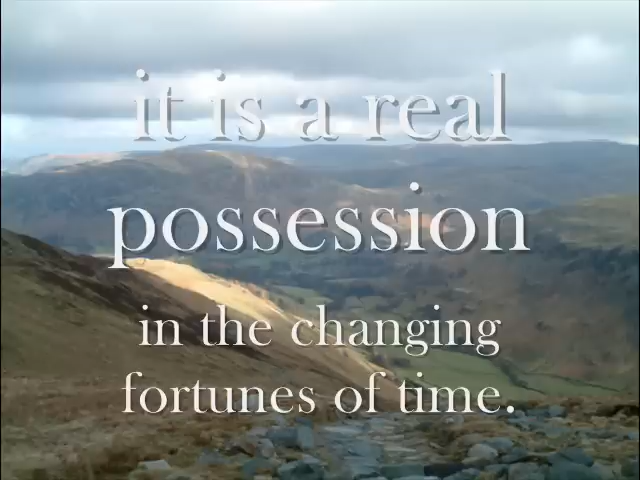 it is a real
possession
in the changing
fortunes of time.